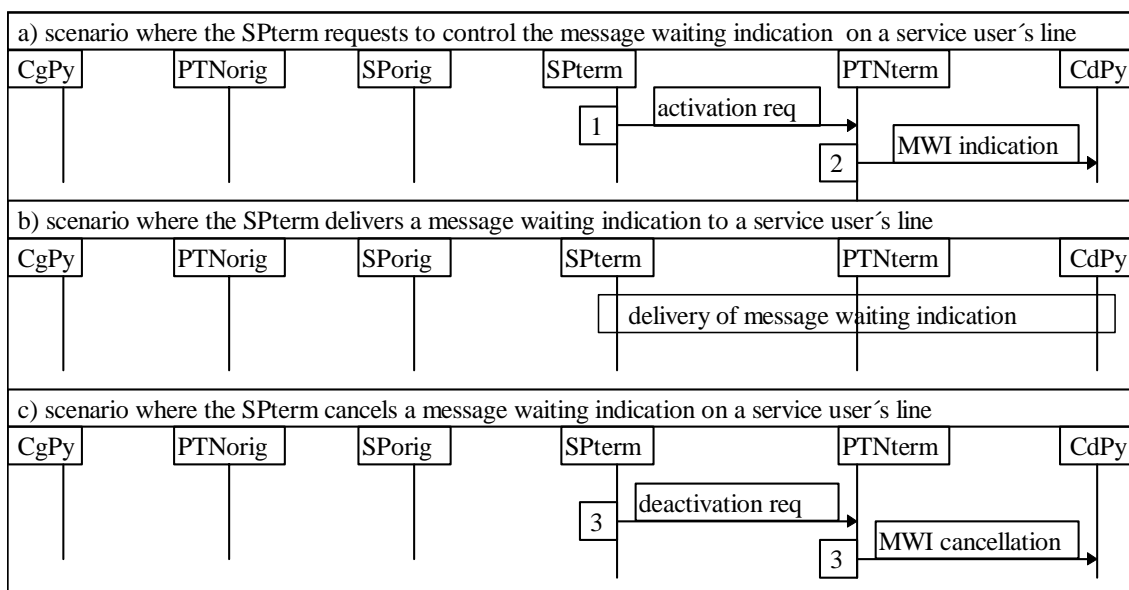 a) scenario where the SPterm requests to control the message waiting indication on a service user´s line
CgPy PTNorig SPorig SPterm PTNterm CdPy
1 activation req
2 MWI indication
b) scenario where the SPterm delivers a message waiting indication to a service user´s line
CgPy PTNorig SPorig SPterm PTNterm CdPy
delivery of message waiting indication
c) scenario where the SPterm cancels a message waiting indication on a service user´s line
CgPy PTNorig SPorig SPterm PTNterm CdPy
3 deactivation req
3 MWI cancellation